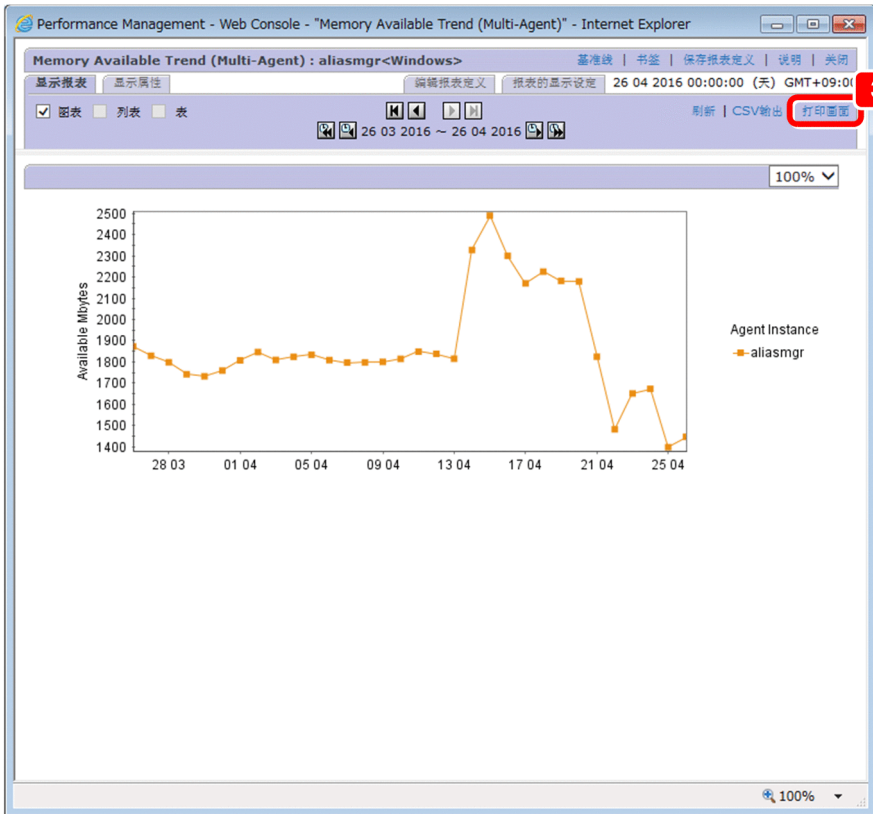 Performance Management - Web Console - "Memory Available Trend (Multi-Agent)" - Internet Explorer
Memory Available Trend (Multi-Agent) : aliasmgr<Windows> 基准线 | 书签 | 保存报表定义 | 说明 | 关闭
显示报表 显示属性 编辑报表定义 报表的显示设定 26 04 2016 00:00:00 (天) GMT+09:00
图表 列表 表 刷新 | CSV输出 打印画面
26 03 2016 ~ 26 04 2016
100%
2500
2400
2300
2200
2100
2000
1900
1800
1700
1600
1500
1400
Available Mbytes
28 03 01 04 05 04 09 04 13 04 17 04 21 04 25 04
Agent Instance
aliasmgr
100%